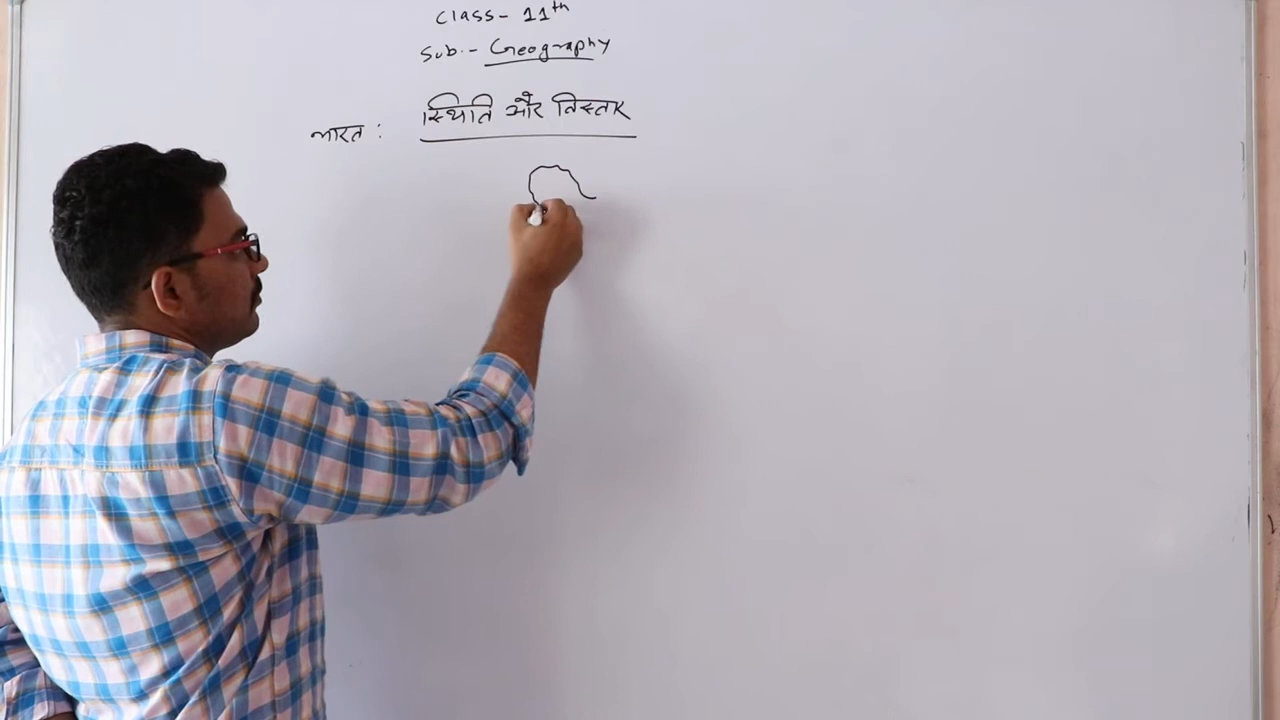 Class- 11th
Sub.- Geography
भारत : स्थिति और विस्तार